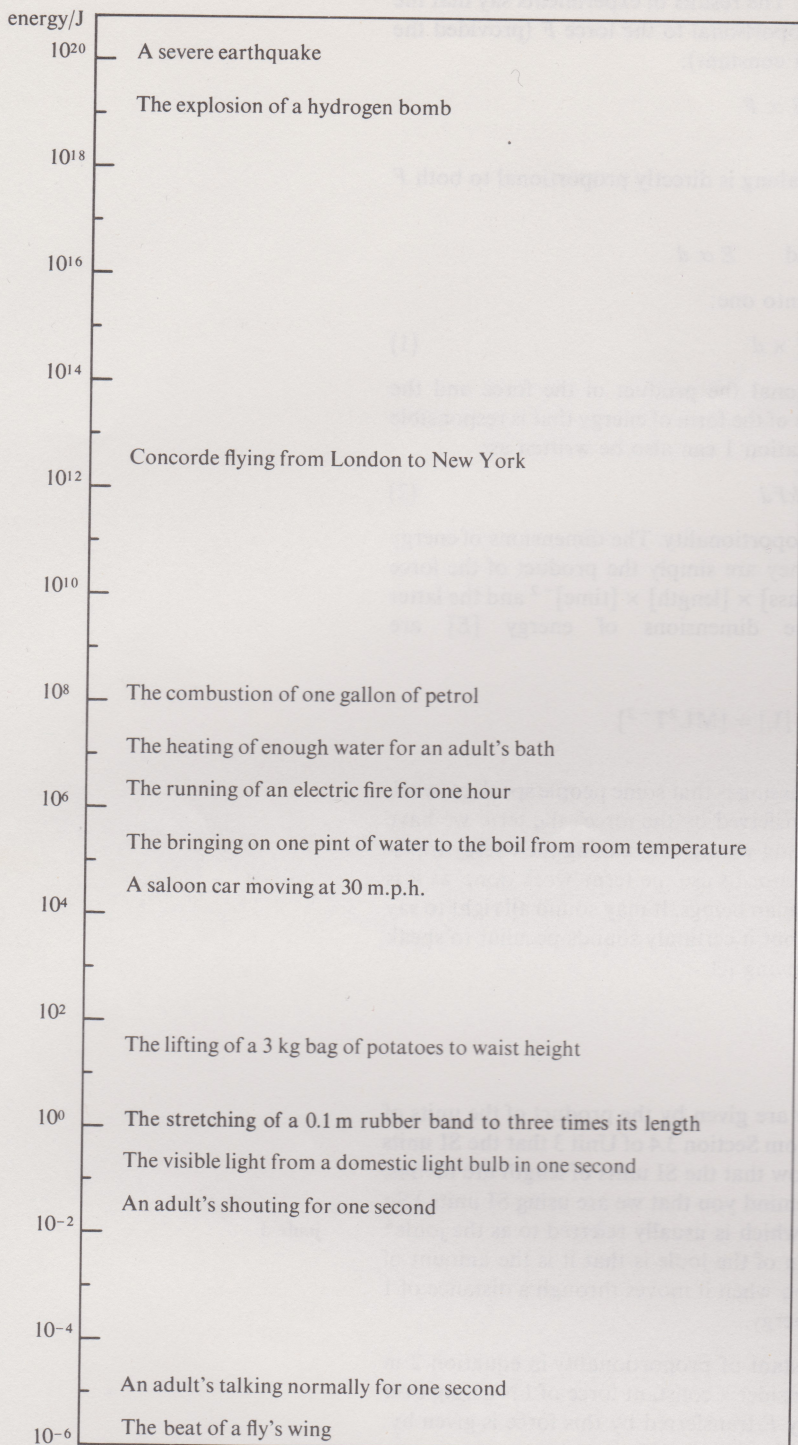 energy/J
10²⁰ A severe earthquake
The explosion of a hydrogen bomb
10¹⁸
10¹⁶
10¹⁴
Concorde flying from London to New York
10¹²
10¹⁰
10⁸ The combustion of one gallon of petrol
The heating of enough water for an adult's bath
10⁶ The running of an electric fire for one hour
The bringing on one pint of water to the boil from room temperature
A saloon car moving at 30 m.p.h.
10⁴
10²
The lifting of a 3 kg bag of potatoes to waist height
10⁰ The stretching of a 0.1 m rubber band to three times its length
The visible light from a domestic light bulb in one second
An adult's shouting for one second
10⁻²
10⁻⁴
An adult's talking normally for one second
10⁻⁶ The beat of a fly's wing